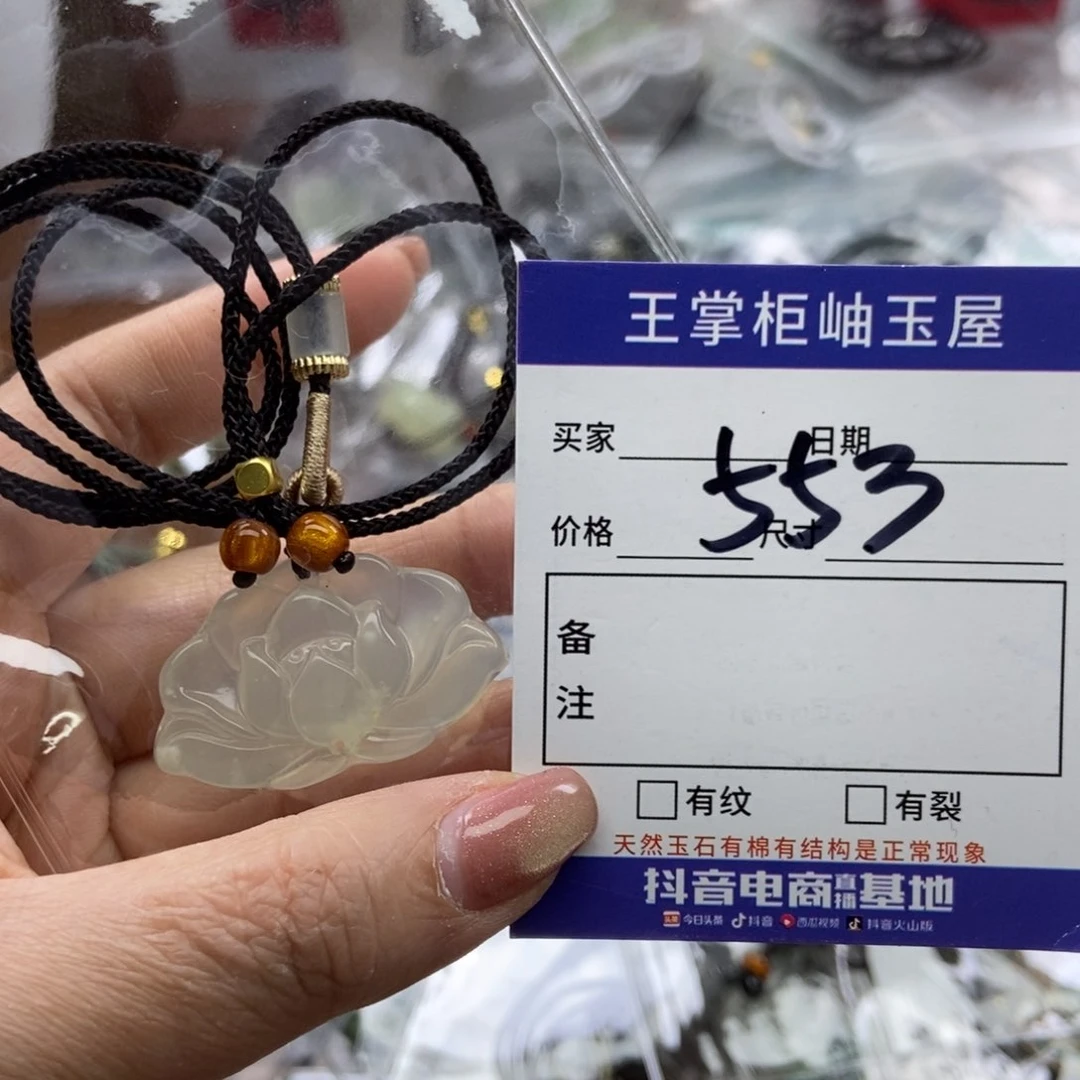 王掌柜岫玉屋
买家 日期
553
价格 尺寸
备
注
有纹 有裂
天然玉石有棉有结构是正常现象
抖音电商直播基地
头条 今日头条 抖音 西瓜视频 抖音火山版